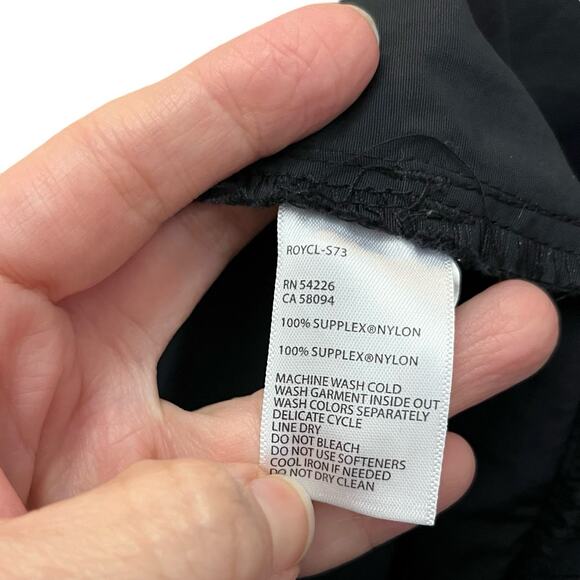 ROYCL-S73
RN 54226
CA 58094
100% SUPPLEX®NYLON
100% SUPPLEX®NYLON
MACHINE WASH COLD
WASH GARMENT INSIDE OUT
WASH COLORS SEPARATELY
DELICATE CYCLE
LINE DRY
DO NOT BLEACH
DO NOT USE SOFTENERS
COOL IRON IF NEEDED
DO NOT DRY CLEAN